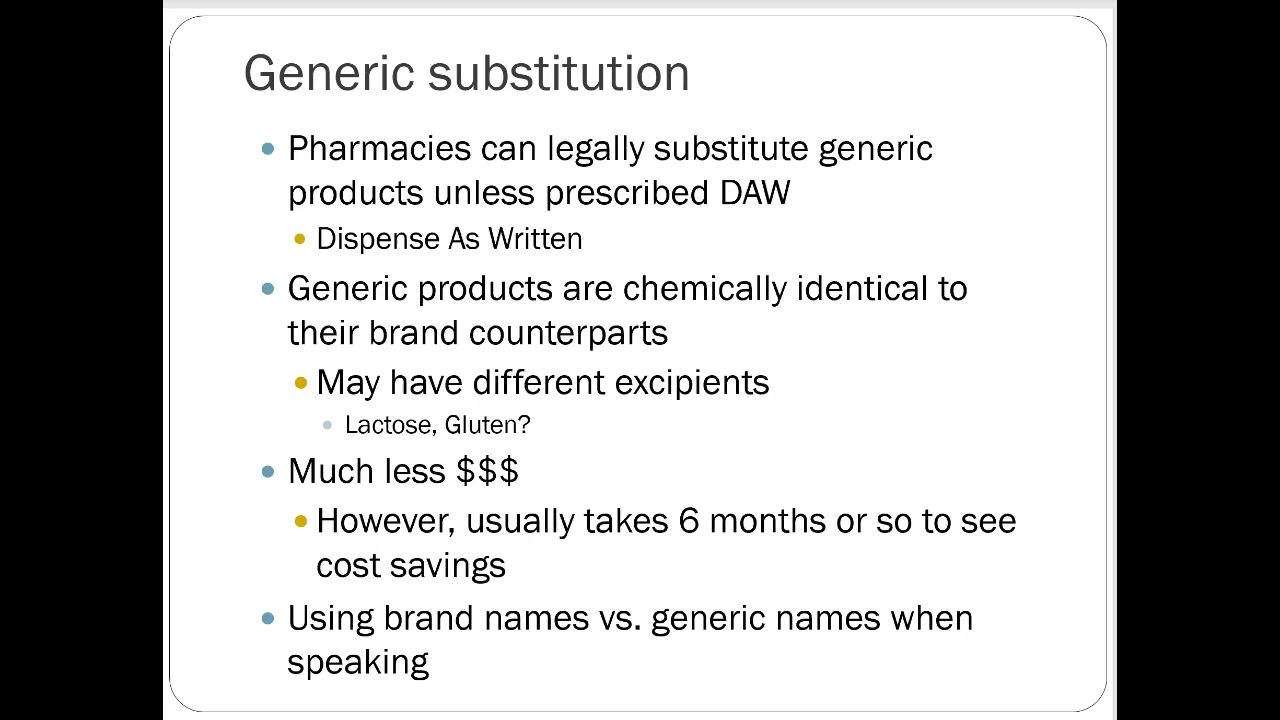 Generic substitution
• Pharmacies can legally substitute generic
products unless prescribed DAW
• Dispense As Written
• Generic products are chemically identical to
their brand counterparts
• May have different excipients
• Lactose, Gluten?
• Much less $$$
• However, usually takes 6 months or so to see
cost savings
• Using brand names vs. generic names when
speaking